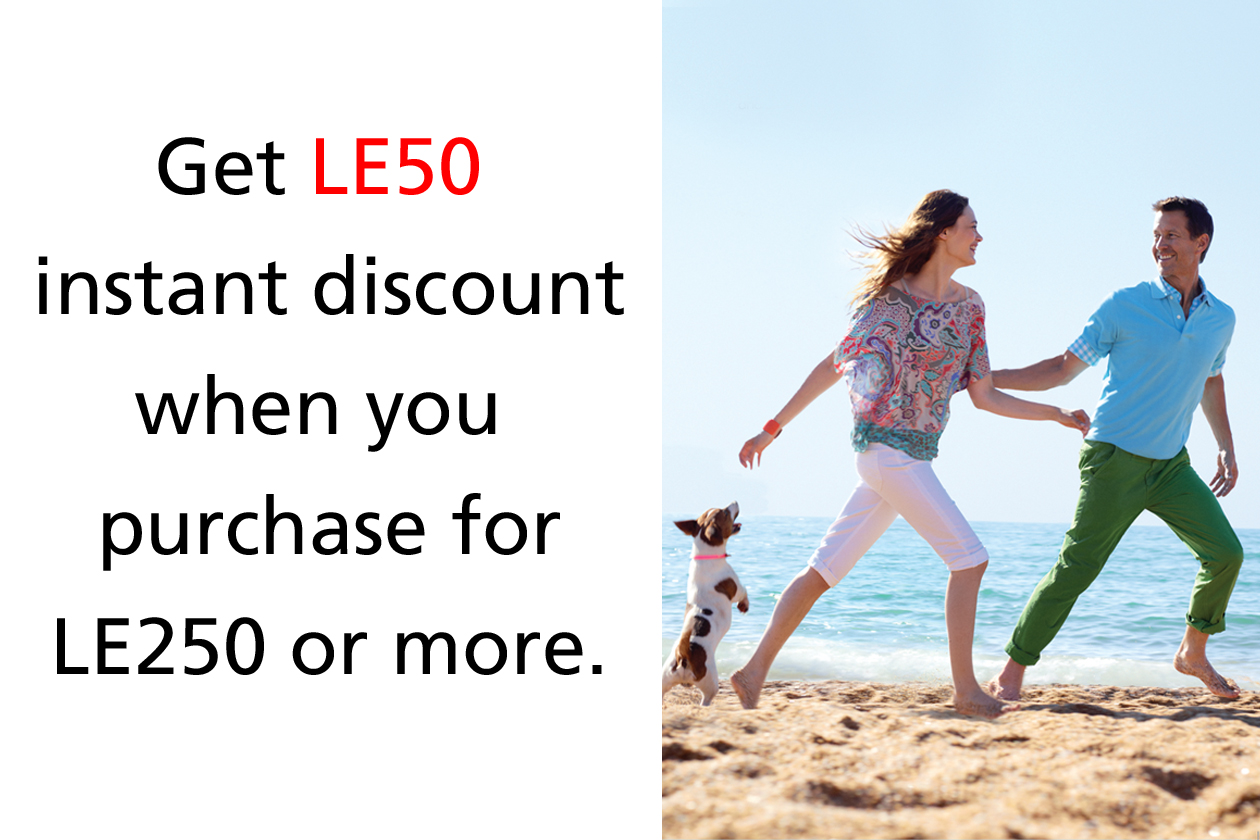 Get LE50
instant discount
when you
purchase for
LE250 or more.